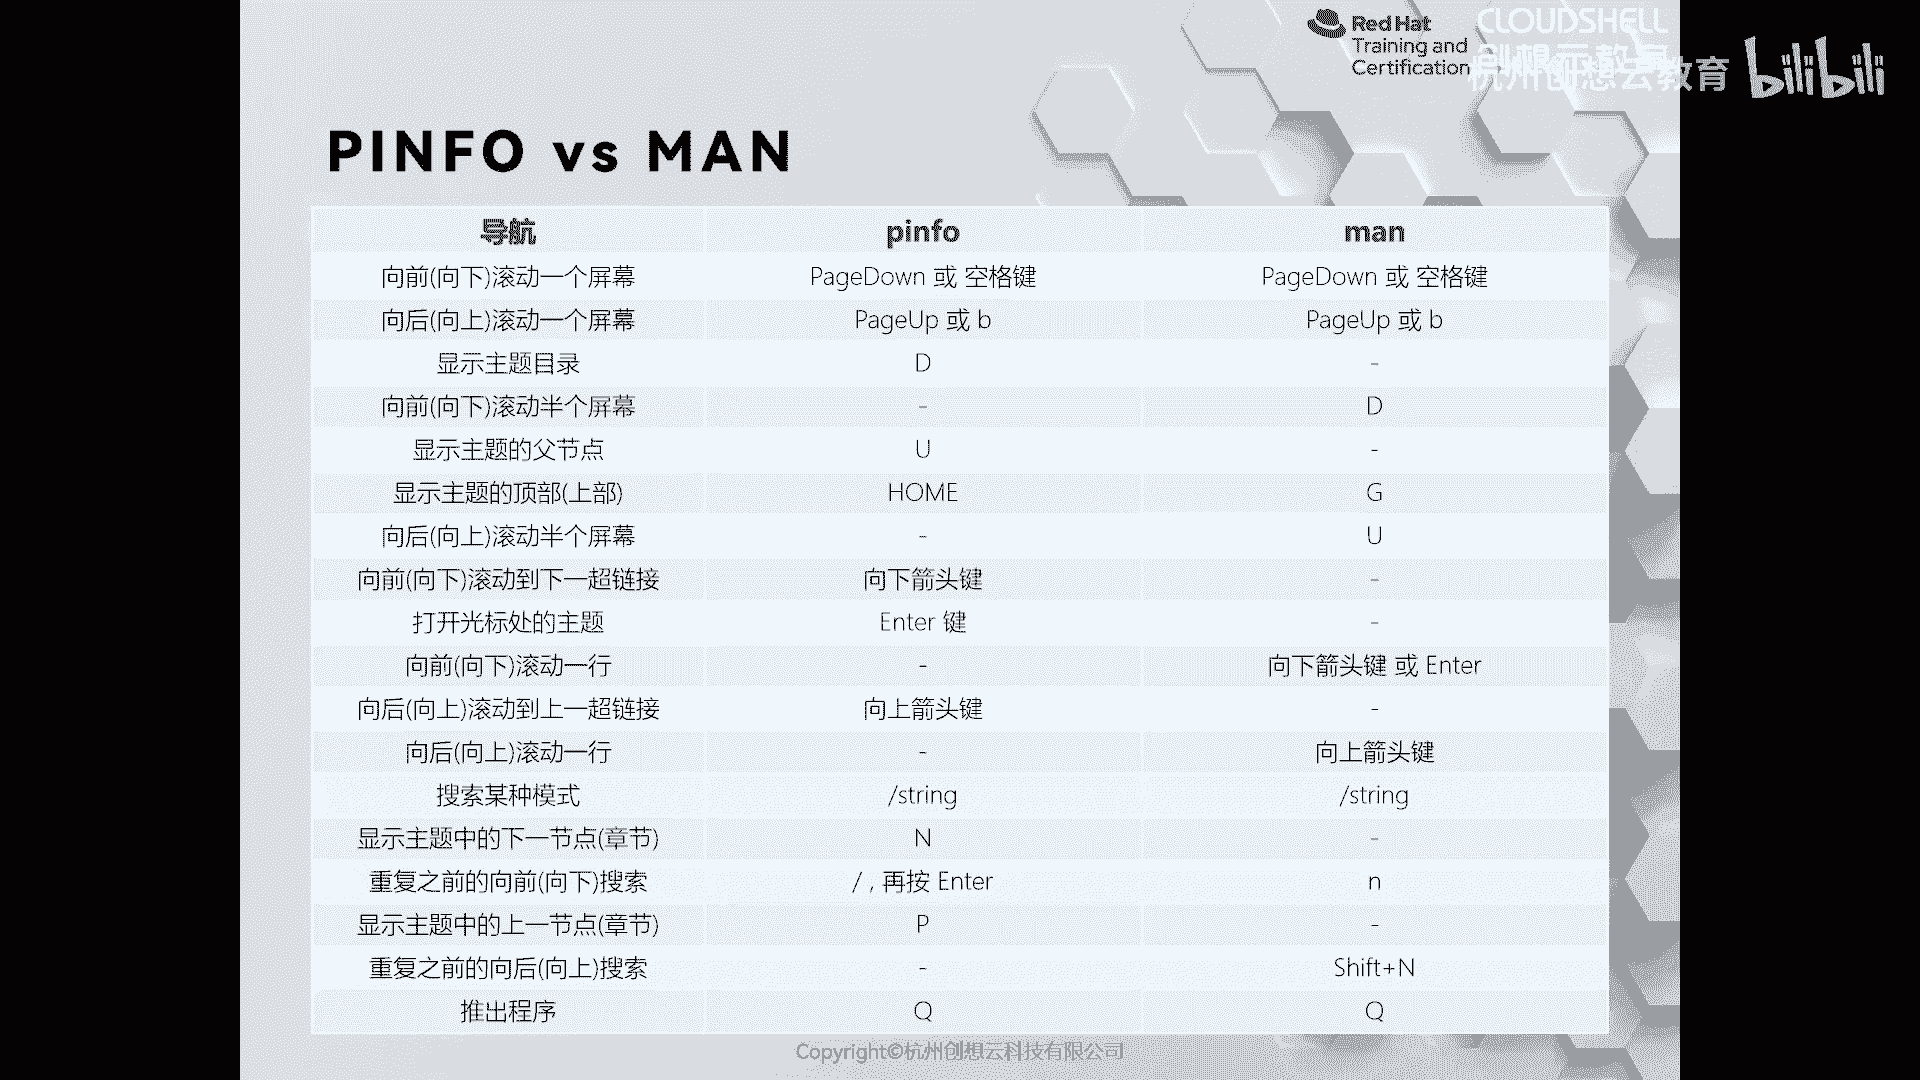 Red Hat
Training and
Certification
CLOUDSHELL
创想云教育
杭州创想云教育
bilibili
PINFO vs MAN
导航 pinfo man
向前(向下)滚动一个屏幕 PageDown 或 空格键 PageDown 或 空格键
向后(向上)滚动一个屏幕 PageUp 或 b PageUp 或 b
显示主题目录 D -
向前(向下)滚动半个屏幕 - D
显示主题的父节点 U -
显示主题的顶部(上部) HOME G
向后(向上)滚动半个屏幕 - U
向前(向下)滚动到下一超链接 向下箭头键 -
打开光标处的主题 Enter 键 -
向前(向下)滚动一行 - 向下箭头键 或 Enter
向后(向上)滚动到上一超链接 向上箭头键 -
向后(向上)滚动一行 - 向上箭头键
搜索某种模式 /string /string
显示主题中的下一节点(章节) N -
重复之前的向前(向下)搜索 / , 再按 Enter n
显示主题中的上一节点(章节) P -
重复之前的向后(向上)搜索 - Shift+N
推出程序 Q Q
Copyright©杭州创想云科技有限公司